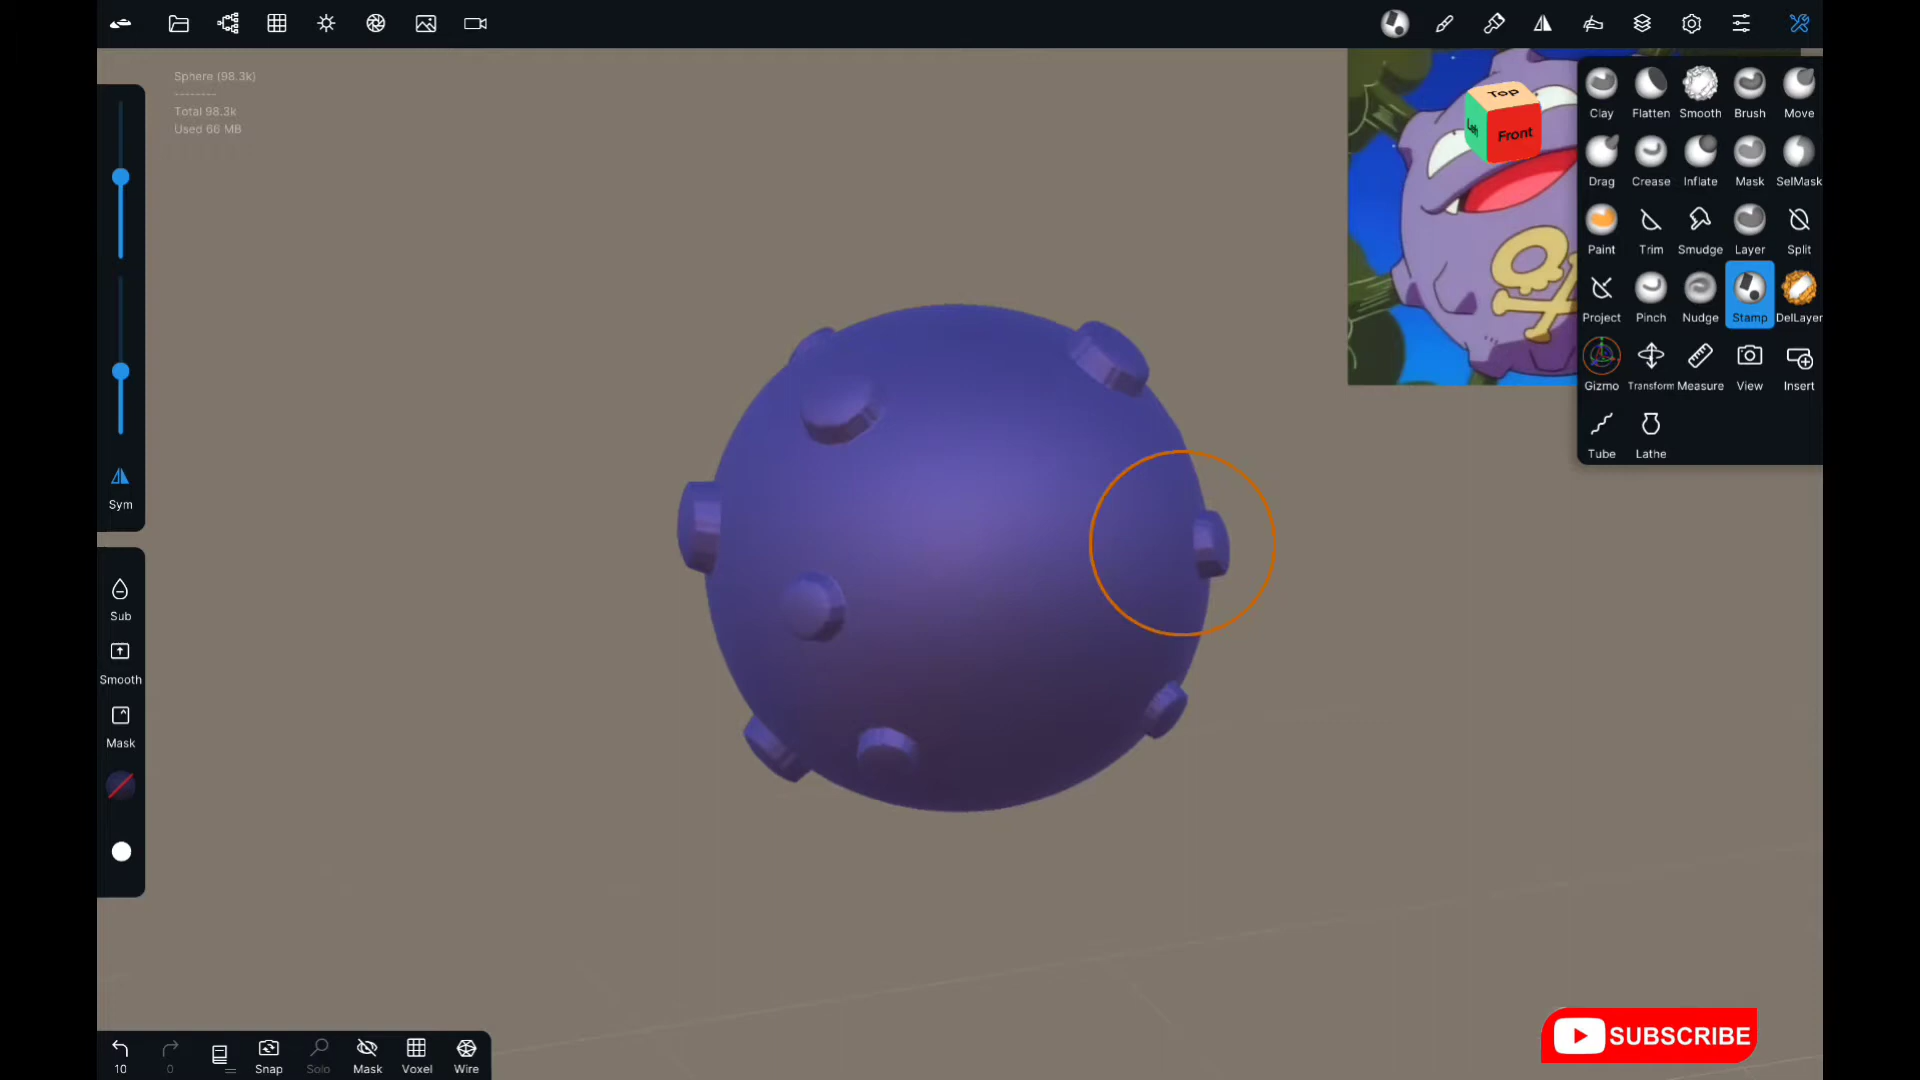 Sphere (98.3k)
--------
Total 98.3k
Used 66 MB
Top
Left
Front
Clay Flatten Smooth Brush Move
Drag Crease Inflate Mask SelMask
Paint Trim Smudge Layer Split
Project Pinch Nudge Stamp DelLayer
Gizmo Transform Measure View Insert
Tube Lathe
Sym
Sub
Smooth
Mask
10 0 Snap Solo Mask Voxel Wire
SUBSCRIBE